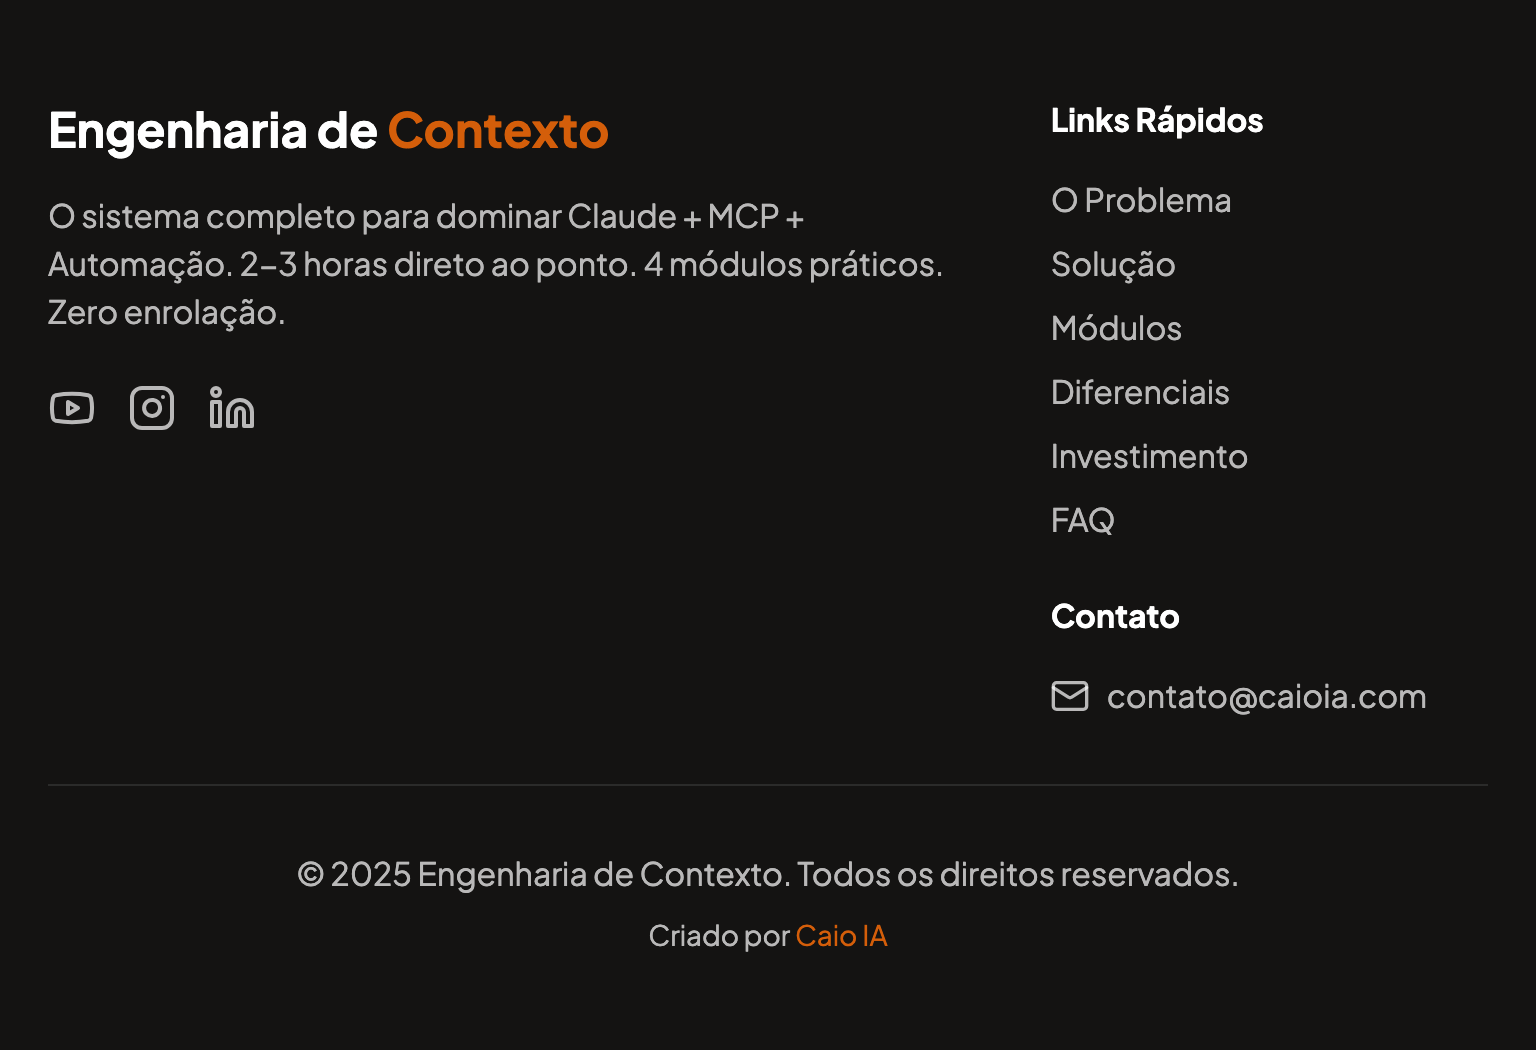 Engenharia de Contexto
O sistema completo para dominar Claude + MCP +
Automação. 2–3 horas direto ao ponto. 4 módulos práticos.
Zero enrolação.
Links Rápidos
O Problema
Solução
Módulos
Diferenciais
Investimento
FAQ
Contato
contato@caioia.com
© 2025 Engenharia de Contexto. Todos os direitos reservados.
Criado por Caio IA